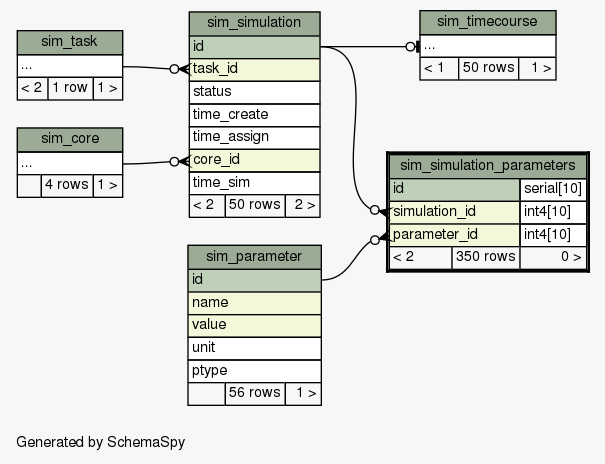 sim_task
...
< 2 1 row 1 >
sim_core
...
4 rows 1 >
sim_simulation
id
task_id
status
time_create
time_assign
core_id
time_sim
< 2 50 rows 2 >
sim_timecourse
...
< 1 50 rows 1 >
sim_simulation_parameters
id serial[10]
simulation_id int4[10]
parameter_id int4[10]
< 2 350 rows 0 >
sim_parameter
id
name
value
unit
ptype
56 rows 1 >
Generated by SchemaSpy